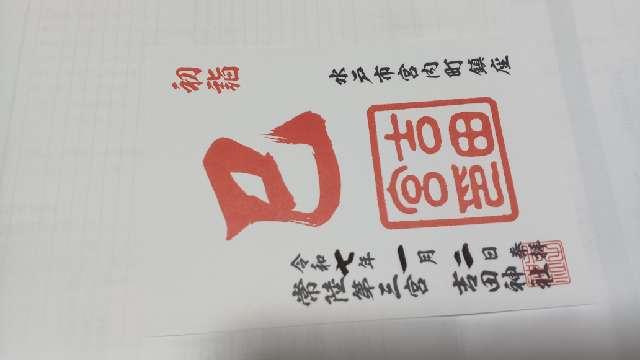 初詣
水戸市宮内町鎮座
巳
吉田
宮印
令和七年一月二日
奉拝
常陸第三宮 吉田神社